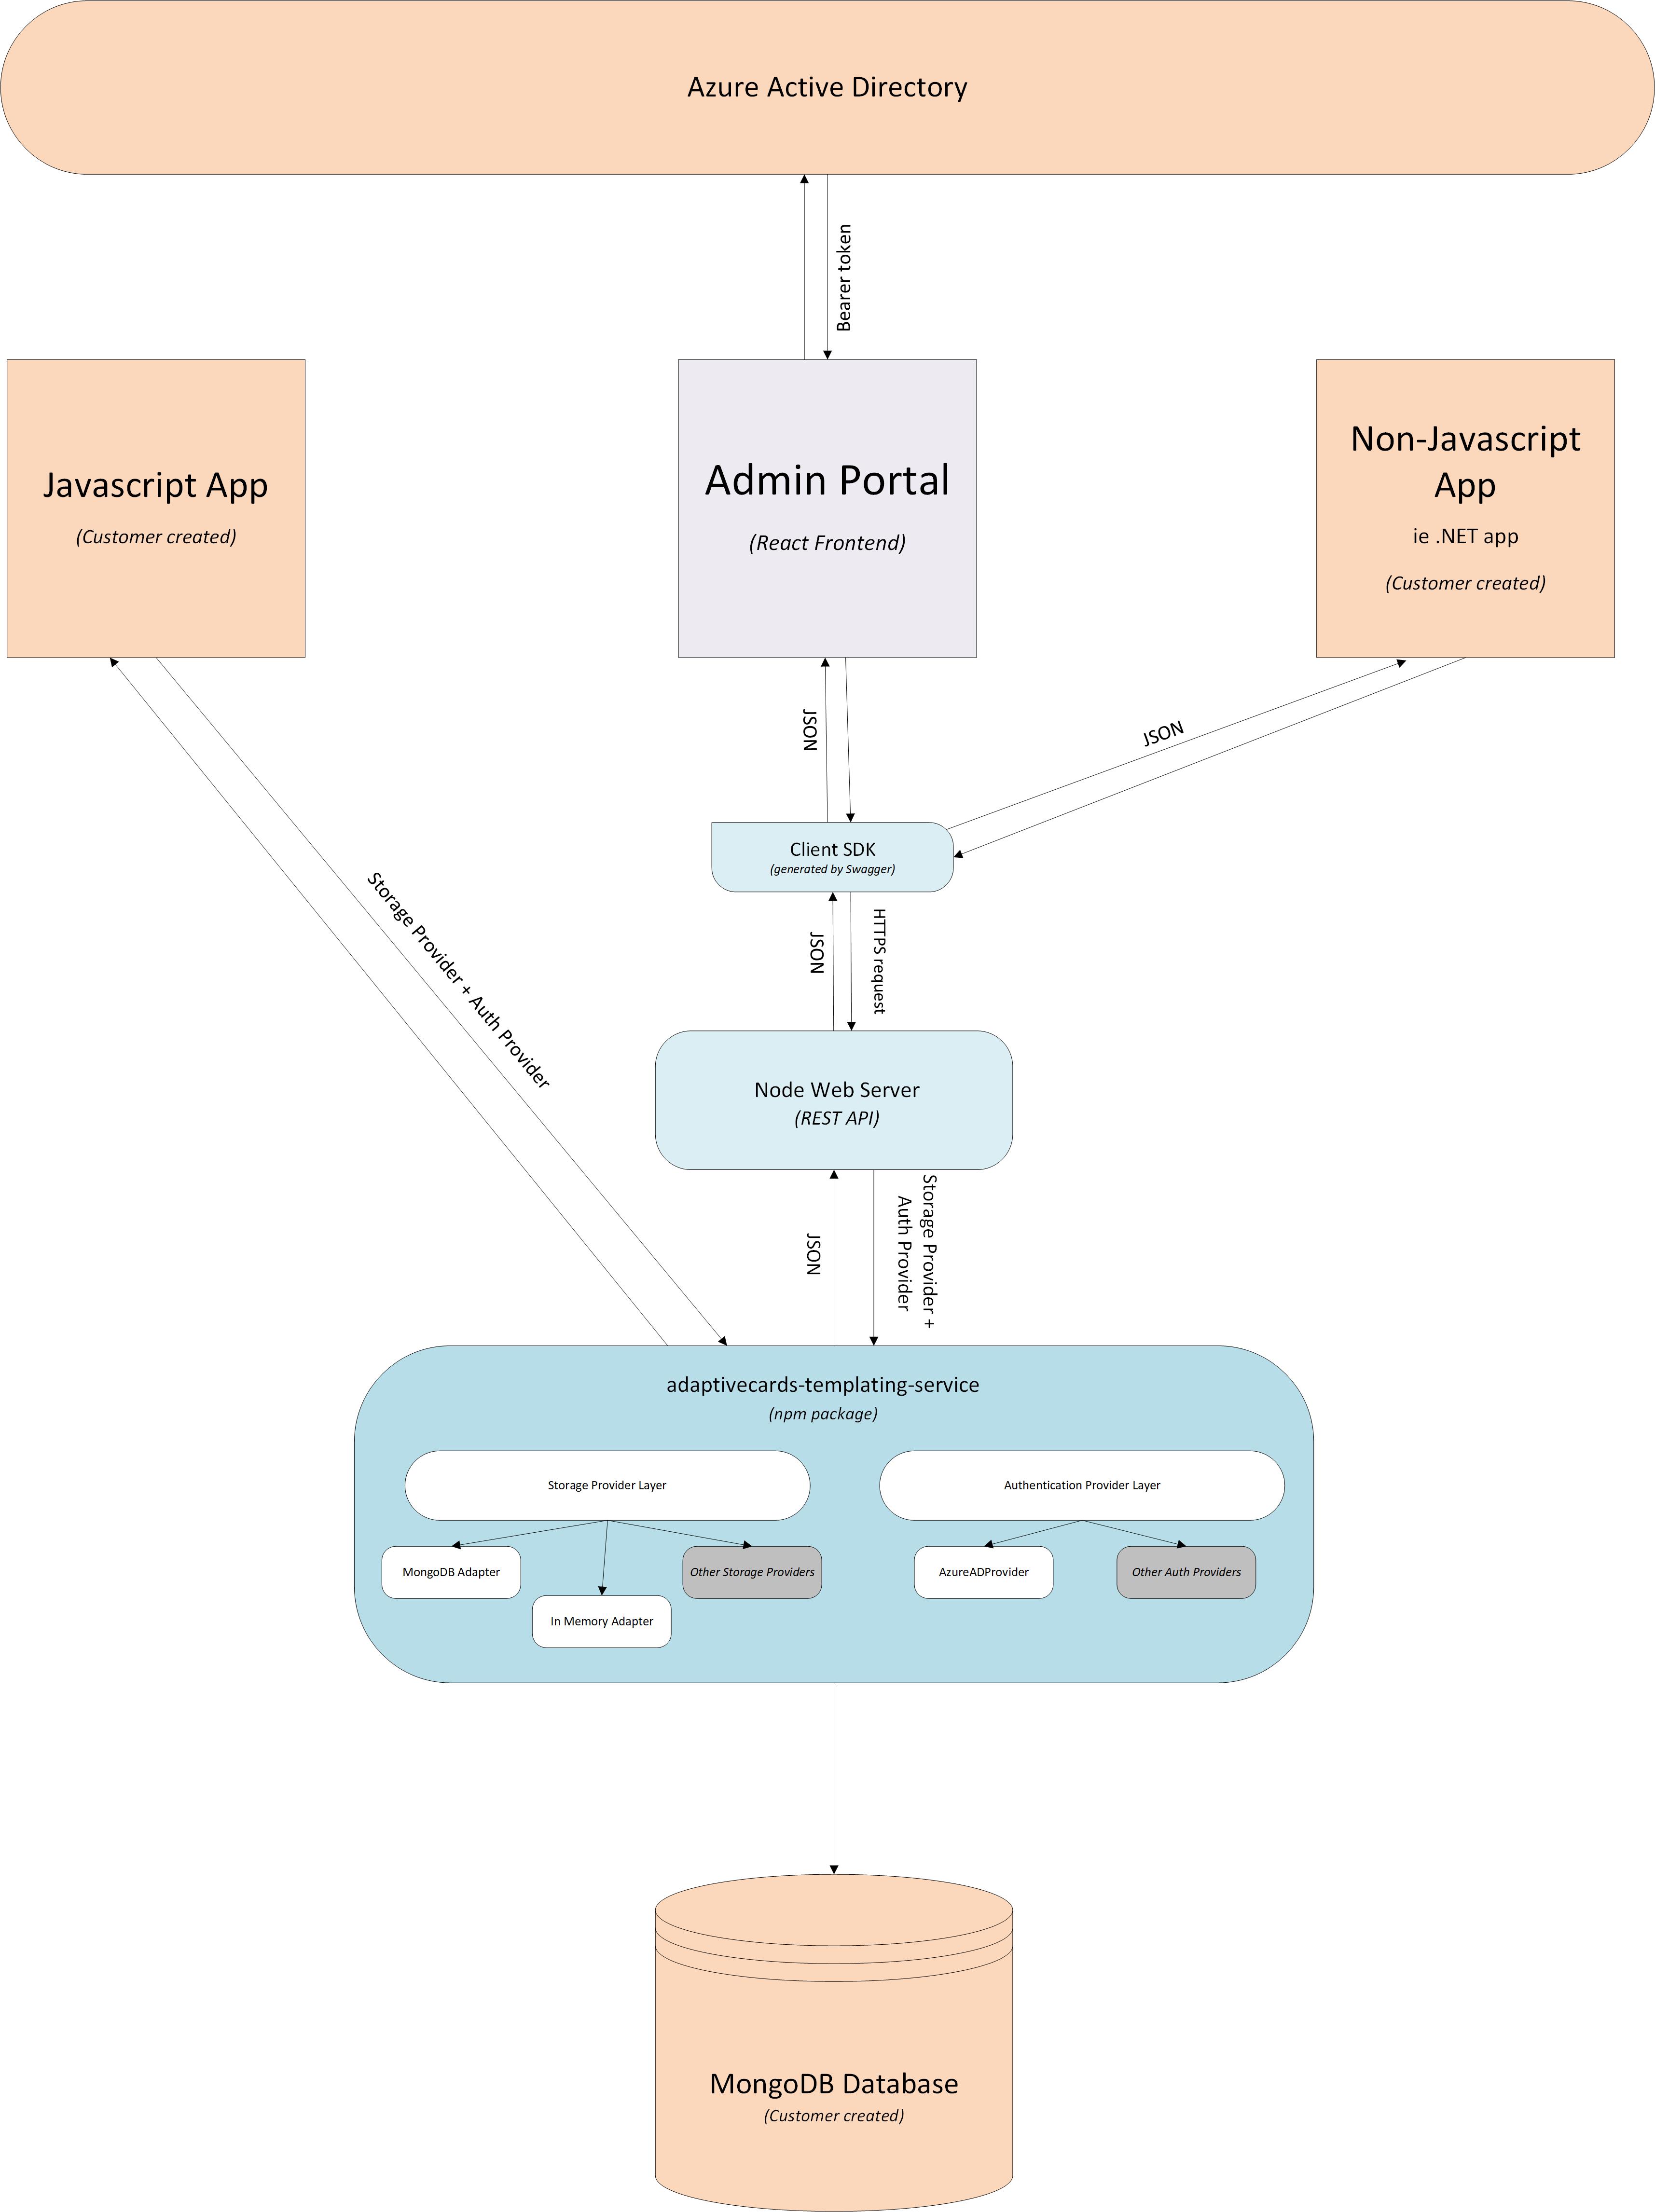 Azure Active Directory
Bearer token
Javascript App
(Customer created)
Admin Portal
(React Frontend)
Non-Javascript
App
ie .NET app
(Customer created)
JSON
JSON
Client SDK
(generated by Swagger)
Storage Provider + Auth Provider
JSON
HTTPS request
Node Web Server
(REST API)
JSON
Storage Provider +
Auth Provider
adaptivecards-templating-service
(npm package)
Storage Provider Layer
Authentication Provider Layer
MongoDB Adapter
Other Storage Providers
AzureADProvider
Other Auth Providers
In Memory Adapter
MongoDB Database
(Customer created)